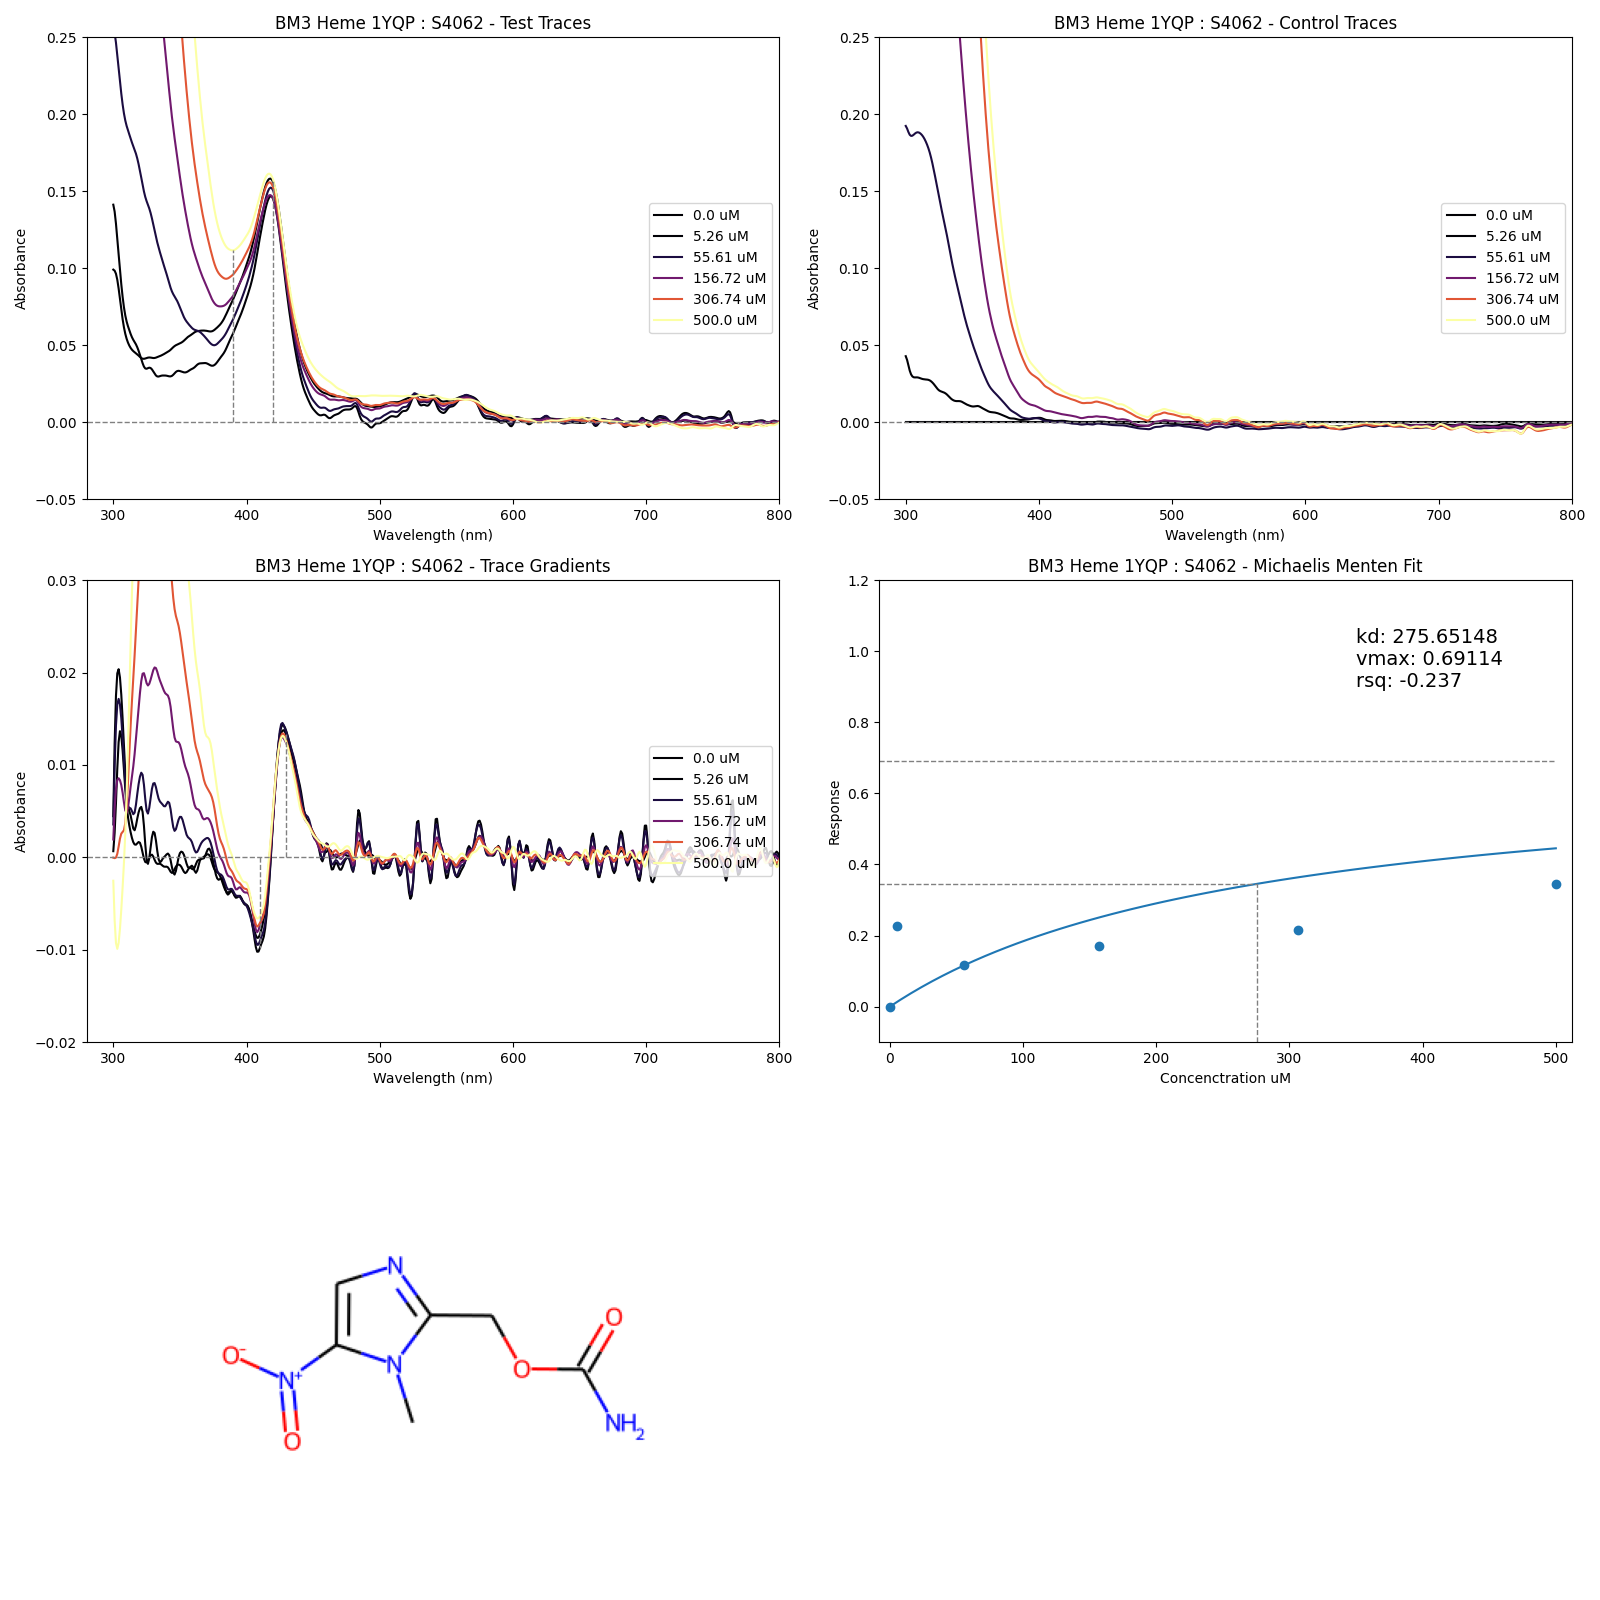 BM3 Heme 1YQP : S4062 - Test Traces
0.25
0.20
0.15
0.10
0.05
0.00
−0.05
Absorbance
300
400
500
600
700
800
Wavelength (nm)
0.0 uM
5.26 uM
55.61 uM
156.72 uM
306.74 uM
500.0 uM
BM3 Heme 1YQP : S4062 - Control Traces
0.25
0.20
0.15
0.10
0.05
0.00
−0.05
Absorbance
300
400
500
600
700
800
Wavelength (nm)
0.0 uM
5.26 uM
55.61 uM
156.72 uM
306.74 uM
500.0 uM
BM3 Heme 1YQP : S4062 - Trace Gradients
0.03
0.02
0.01
0.00
−0.01
−0.02
Absorbance
300
400
500
600
700
800
Wavelength (nm)
0.0 uM
5.26 uM
55.61 uM
156.72 uM
306.74 uM
500.0 uM
BM3 Heme 1YQP : S4062 - Michaelis Menten Fit
1.2
1.0
0.8
0.6
0.4
0.2
0.0
Response
0
100
200
300
400
500
Concenctration uM
kd: 275.65148
vmax: 0.69114
rsq: -0.237
N
O
O-
N+
N
O
O
NH2